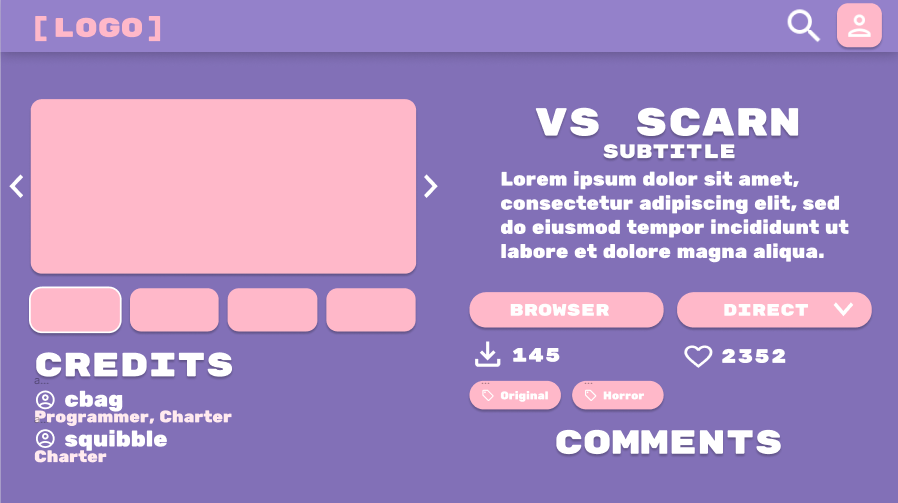 [LOGO]
VS SCARN
SUBTITLE
Lorem ipsum dolor sit amet,
consectetur adipiscing elit, sed
do eiusmod tempor incididunt ut
labore et dolore magna aliqua.
BROWSER
DIRECT
145
2352
...
Original
...
Horror
CREDITS
a...
cbag
Programmer, Charter
squibble
Charter
COMMENTS